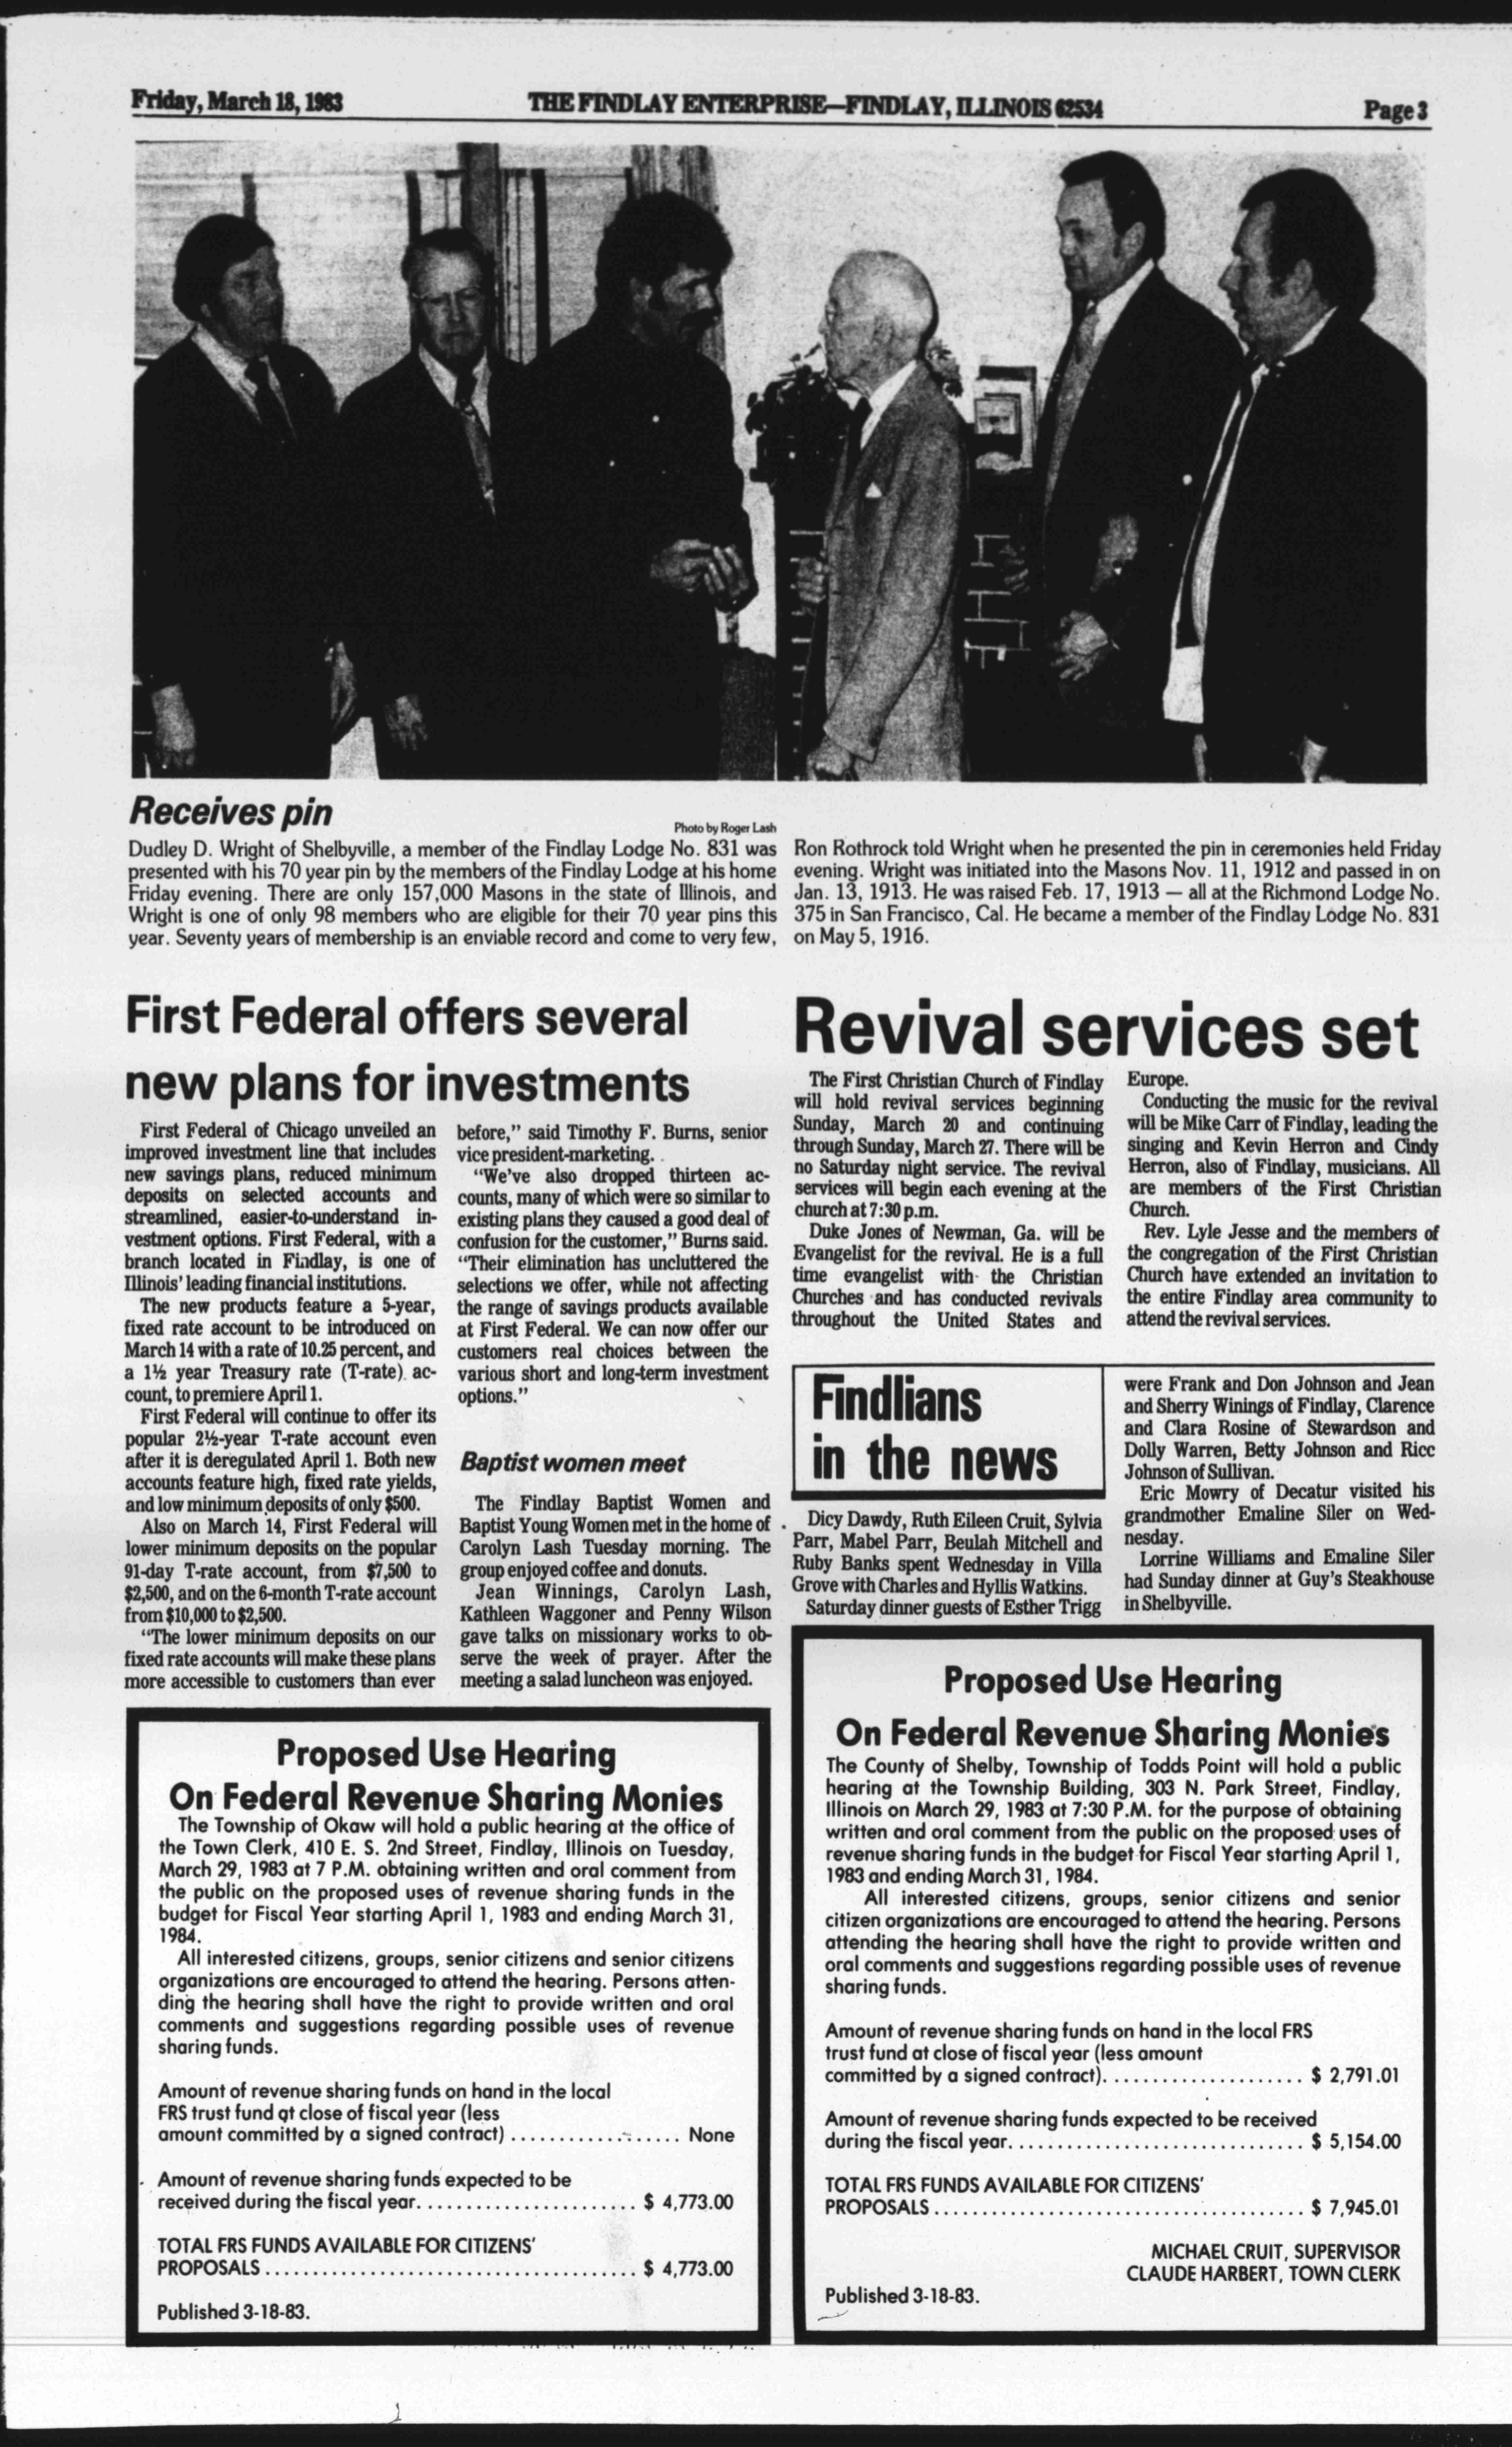 Friday, March 18, 1983
THE FINDLAY ENTERPRISE—FINDLAY, ILLINOIS 62534
Page 3
Receives pin
Photo by Roger Lash
Dudley D. Wright of Shelbyville, a member of the Findlay Lodge No. 831 was
presented with his 70 year pin by the members of the Findlay Lodge at his home
Friday evening. There are only 157,000 Masons in the state of Illinois, and
Wright is one of only 98 members who are eligible for their 70 year pins this
year. Seventy years of membership is an enviable record and come to very few,
Ron Rothrock told Wright when he presented the pin in ceremonies held Friday
evening. Wright was initiated into the Masons Nov. 11, 1912 and passed in on
Jan. 13, 1913. He was raised Feb. 17, 1913 — all at the Richmond Lodge No.
375 in San Francisco, Cal. He became a member of the Findlay Lodge No. 831
on May 5, 1916.
First Federal offers several
new plans for investments
First Federal of Chicago unveiled an
improved investment line that includes
new savings plans, reduced minimum
deposits on selected accounts and
streamlined, easier-to-understand in-
vestment options. First Federal, with a
branch located in Findlay, is one of
Illinois' leading financial institutions.
The new products feature a 5-year,
fixed rate account to be introduced on
March 14 with a rate of 10.25 percent, and
a 1½ year Treasury rate (T-rate) ac-
count, to premiere April 1.
First Federal will continue to offer its
popular 2½-year T-rate account even
after it is deregulated April 1. Both new
accounts feature high, fixed rate yields,
and low minimum deposits of only $500.
Also on March 14, First Federal will
lower minimum deposits on the popular
91-day T-rate account, from $7,500 to
$2,500, and on the 6-month T-rate account
from $10,000 to $2,500.
"The lower minimum deposits on our
fixed rate accounts will make these plans
more accessible to customers than ever
before," said Timothy F. Burns, senior
vice president-marketing.
"We've also dropped thirteen ac-
counts, many of which were so similar to
existing plans they caused a good deal of
confusion for the customer," Burns said.
"Their elimination has uncluttered the
selections we offer, while not affecting
the range of savings products available
at First Federal. We can now offer our
customers real choices between the
various short and long-term investment
options."
Baptist women meet
The Findlay Baptist Women and
Baptist Young Women met in the home of
Carolyn Lash Tuesday morning. The
group enjoyed coffee and donuts.
Jean Winnings, Carolyn Lash,
Kathleen Waggoner and Penny Wilson
gave talks on missionary works to ob-
serve the week of prayer. After the
meeting a salad luncheon was enjoyed.
Revival services set
The First Christian Church of Findlay
will hold revival services beginning
Sunday, March 20 and continuing
through Sunday, March 27. There will be
no Saturday night service. The revival
services will begin each evening at the
church at 7:30 p.m.
Duke Jones of Newman, Ga. will be
Evangelist for the revival. He is a full
time evangelist with the Christian
Churches and has conducted revivals
throughout the United States and
Europe.
Conducting the music for the revival
will be Mike Carr of Findlay, leading the
singing and Kevin Herron and Cindy
Herron, also of Findlay, musicians. All
are members of the First Christian
Church.
Rev. Lyle Jesse and the members of
the congregation of the First Christian
Church have extended an invitation to
the entire Findlay area community to
attend the revival services.
Findlians
in the news
Dicy Dawdy, Ruth Eileen Cruit, Sylvia
Parr, Mabel Parr, Beulah Mitchell and
Ruby Banks spent Wednesday in Villa
Grove with Charles and Hyllis Watkins.
Saturday dinner guests of Esther Trigg
were Frank and Don Johnson and Jean
and Sherry Winings of Findlay, Clarence
and Clara Rosine of Stewardson and
Dolly Warren, Betty Johnson and Ricc
Johnson of Sullivan.
Eric Mowry of Decatur visited his
grandmother Emaline Siler on Wed-
nesday.
Lorrine Williams and Emaline Siler
had Sunday dinner at Guy's Steakhouse
in Shelbyville.
Proposed Use Hearing
On Federal Revenue Sharing Monies
The Township of Okaw will hold a public hearing at the office of
the Town Clerk, 410 E. S. 2nd Street, Findlay, Illinois on Tuesday,
March 29, 1983 at 7 P.M. obtaining written and oral comment from
the public on the proposed uses of revenue sharing funds in the
budget for Fiscal Year starting April 1, 1983 and ending March 31,
1984.
All interested citizens, groups, senior citizens and senior citizens
organizations are encouraged to attend the hearing. Persons atten-
ding the hearing shall have the right to provide written and oral
comments and suggestions regarding possible uses of revenue
sharing funds.
Amount of revenue sharing funds on hand in the local
FRS trust fund at close of fiscal year (less
amount committed by a signed contract) .................... None
Amount of revenue sharing funds expected to be
received during the fiscal year....................... $ 4,773.00
TOTAL FRS FUNDS AVAILABLE FOR CITIZENS'
PROPOSALS ...................................... $ 4,773.00
Published 3-18-83.
Proposed Use Hearing
On Federal Revenue Sharing Monies
The County of Shelby, Township of Todds Point will hold a public
hearing at the Township Building, 303 N. Park Street, Findlay,
Illinois on March 29, 1983 at 7:30 P.M. for the purpose of obtaining
written and oral comment from the public on the proposed uses of
revenue sharing funds in the budget for Fiscal Year starting April 1,
1983 and ending March 31, 1984.
All interested citizens, groups, senior citizens and senior
citizen organizations are encouraged to attend the hearing. Persons
attending the hearing shall have the right to provide written and
oral comments and suggestions regarding possible uses of revenue
sharing funds.
Amount of revenue sharing funds on hand in the local FRS
trust fund at close of fiscal year (less amount
committed by a signed contract)..................... $ 2,791.01
Amount of revenue sharing funds expected to be received
during the fiscal year............................... $ 5,154.00
TOTAL FRS FUNDS AVAILABLE FOR CITIZENS'
PROPOSALS ....................................... $ 7,945.01
MICHAEL CRUIT, SUPERVISOR
CLAUDE HARBERT, TOWN CLERK
Published 3-18-83.